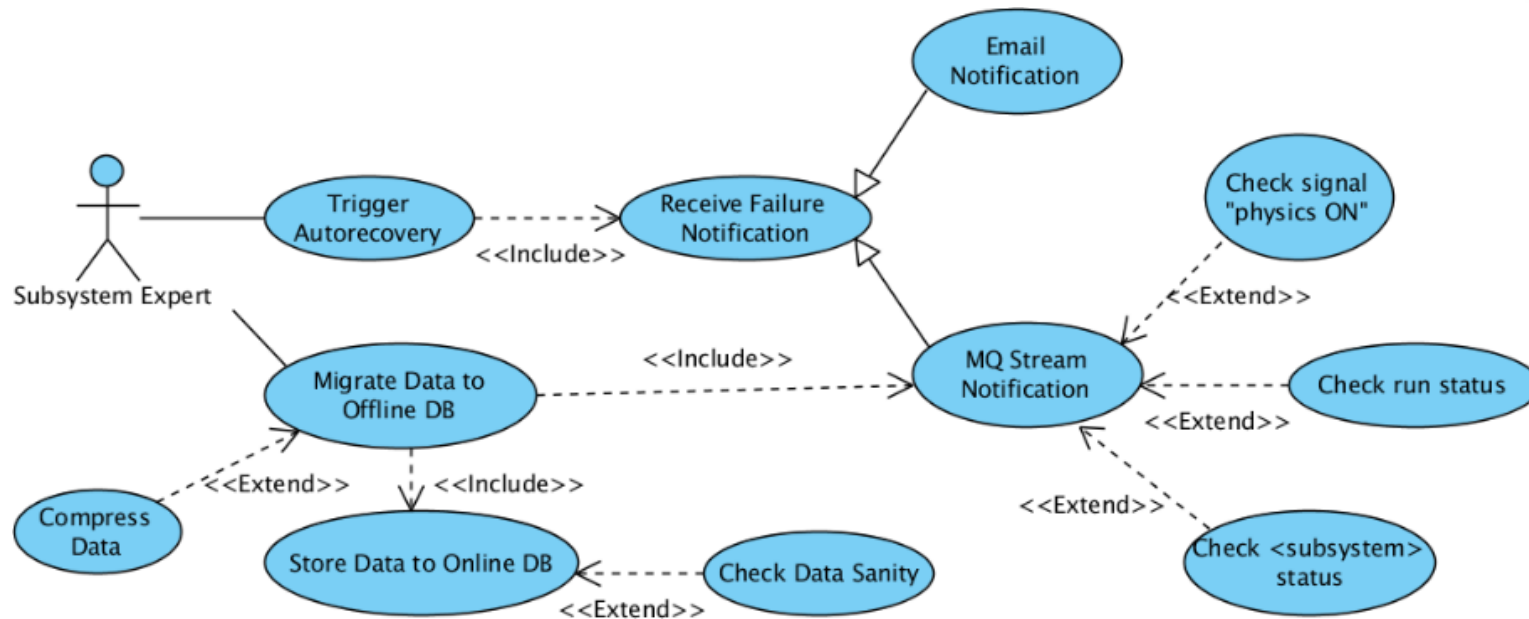 Email
Notification
Check signal
"physics ON"
Trigger
Autorecovery
Receive Failure
Notification
<<Include>>
Subsystem Expert
<<Extend>>
<<Include>>
MQ Stream
Notification
Migrate Data to
Offline DB
Check run status
<<Extend>>
<<Extend>>
<<Include>>
<<Extend>>
Compress
Data
Store Data to Online DB
Check Data Sanity
<<Extend>>
Check <subsystem>
status